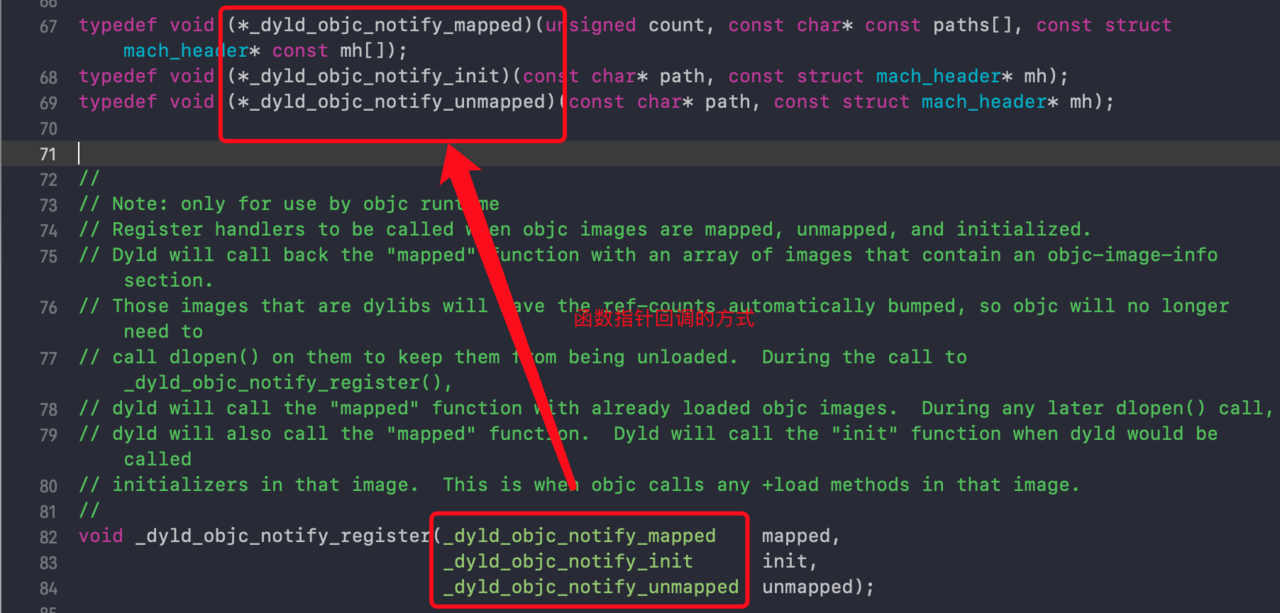 66
67 typedef void (*_dyld_objc_notify_mapped)(unsigned count, const char* const paths[], const struct
mach_header* const mh[]);
68 typedef void (*_dyld_objc_notify_init)(const char* path, const struct mach_header* mh);
69 typedef void (*_dyld_objc_notify_unmapped)(const char* path, const struct mach_header* mh);
70
71
72 //
73 // Note: only for use by objc runtime
74 // Register handlers to be called when objc images are mapped, unmapped, and initialized.
75 // Dyld will call back the "mapped" function with an array of images that contain an objc-image-info
section.
76 // Those images that are dylibs will have the ref-counts automatically bumped, so objc will no longer
函数指针回调的方式
need to
77 // call dlopen() on them to keep them from being unloaded.  During the call to
_dyld_objc_notify_register(),
78 // dyld will call the "mapped" function with already loaded objc images.  During any later dlopen() call,
79 // dyld will also call the "mapped" function.  Dyld will call the "init" function when dyld would be
called
80 // initializers in that image.  This is when objc calls any +load methods in that image.
81 //
82 void _dyld_objc_notify_register(_dyld_objc_notify_mapped    mapped,
83 _dyld_objc_notify_init      init,
84 _dyld_objc_notify_unmapped  unmapped);
85